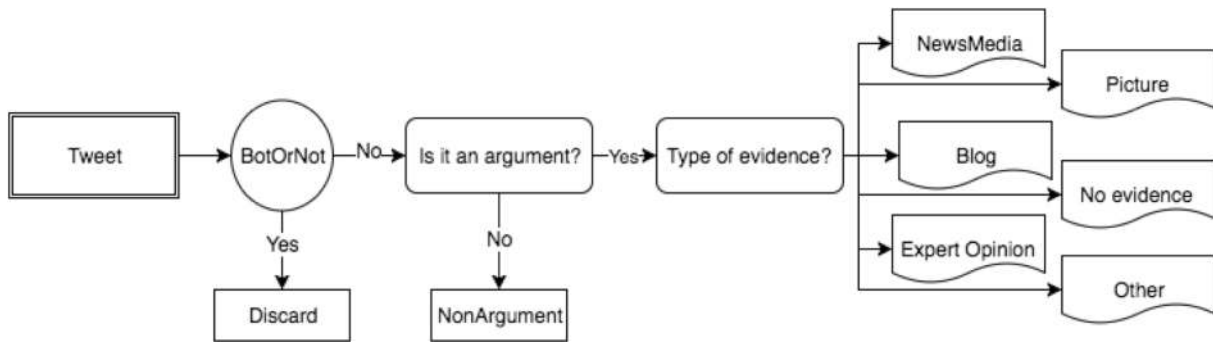 NewsMedia
Picture
Tweet
BotOrNot
No
Is it an argument?
Yes
Type of evidence?
Blog
No evidence
Yes
No
Expert Opinion
Discard
NonArgument
Other